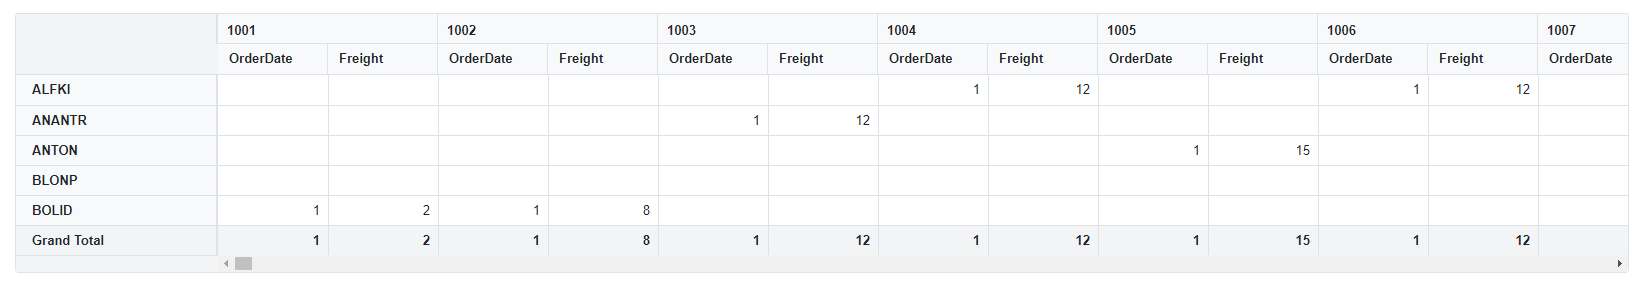 1001 1002 1003 1004 1005 1006 1007
OrderDate Freight OrderDate Freight OrderDate Freight OrderDate Freight OrderDate Freight OrderDate Freight OrderDate
ALFKI 1 12 1 12
ANANTR 1 12
ANTON 1 15
BLONP
BOLID 1 2 1 8
Grand Total 1 2 1 8 1 12 1 12 1 15 1 12